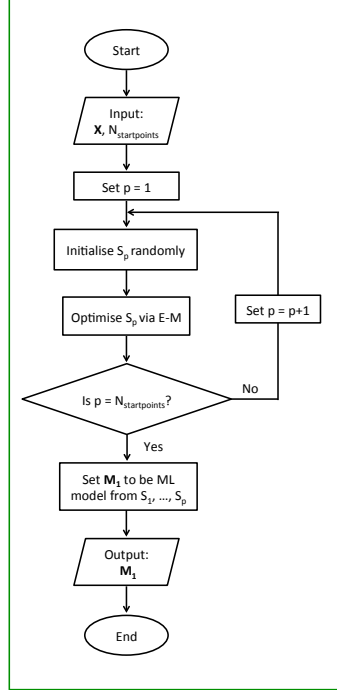 Start
Input:
X, Nstartpoints
Set p = 1
Initialise Sp randomly
Optimise Sp via E-M
Set p = p+1
Is p = Nstartpoints?
No
Yes
Set M1 to be ML
model from S1, ..., Sp
Output:
M1
End